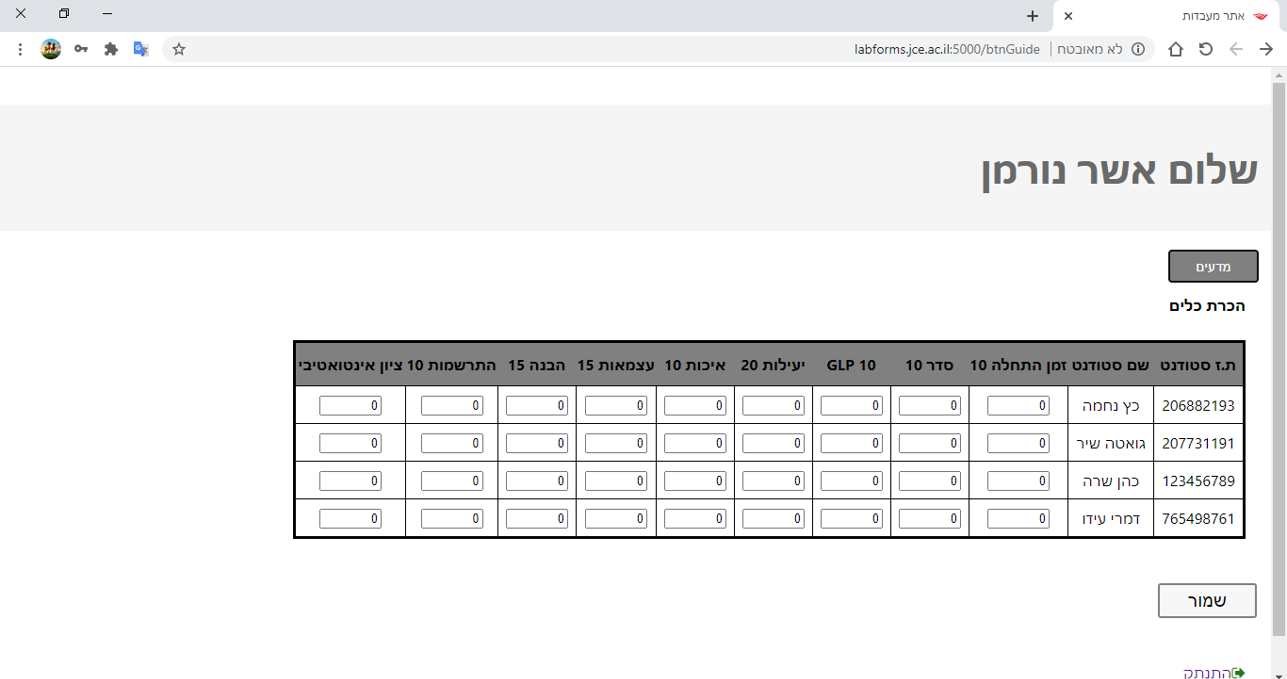 אתר מעבדות
לא מאובטח | labforms.jce.ac.il:5000/btnGuide
שלום אשר נורמן
מדעים
הכרת כלים
ת.ז סטודנט שם סטודנט זמן התחלה 10 סדר 10 GLP 10 יעילות 20 איכות 10 עצמאות 15 הבנה 15 התרשמות 10 ציון אינטואטיבי
206882193 כץ נחמה 0 0 0 0 0 0 0 0 0
207731191 גואטה שיר 0 0 0 0 0 0 0 0 0
123456789 כהן שרה 0 0 0 0 0 0 0 0 0
765498761 דמרי עידו 0 0 0 0 0 0 0 0 0
שמור
התנתק